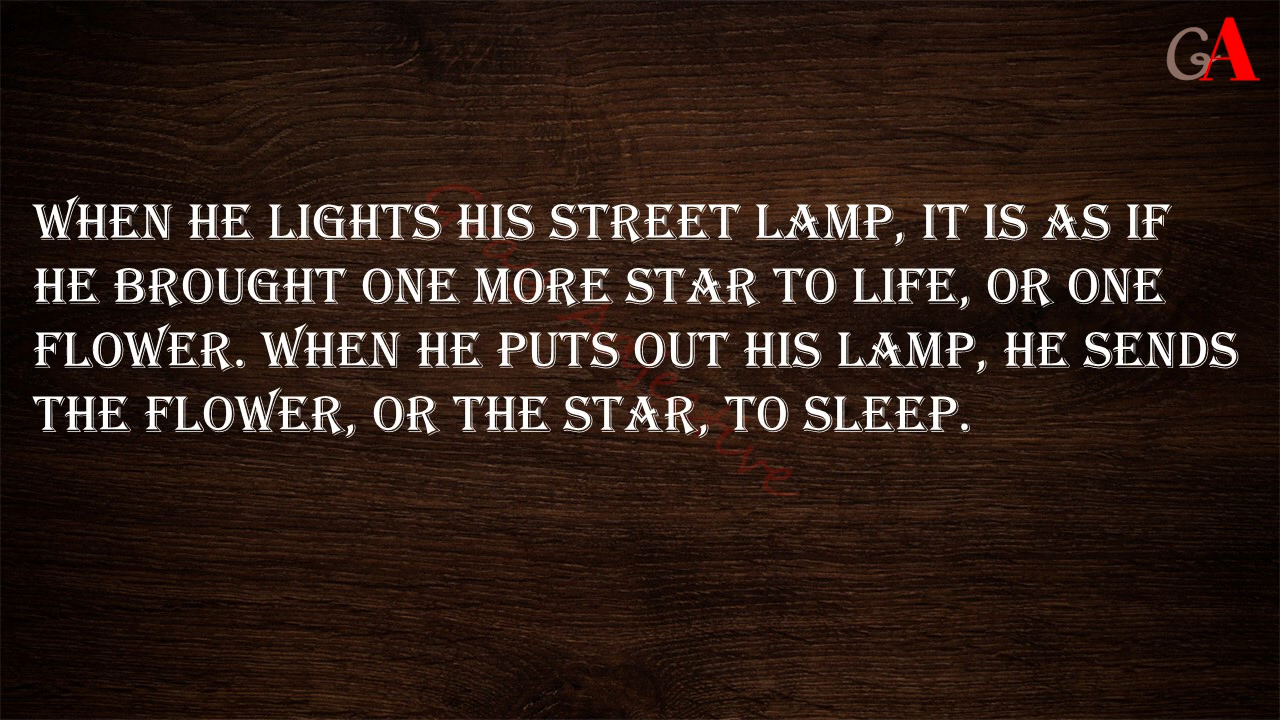 GA
WHEN HE LIGHTS HIS STREET LAMP, IT IS AS IF
HE BROUGHT ONE MORE STAR TO LIFE, OR ONE
FLOWER. WHEN HE PUTS OUT HIS LAMP, HE SENDS
THE FLOWER, OR THE STAR, TO SLEEP.